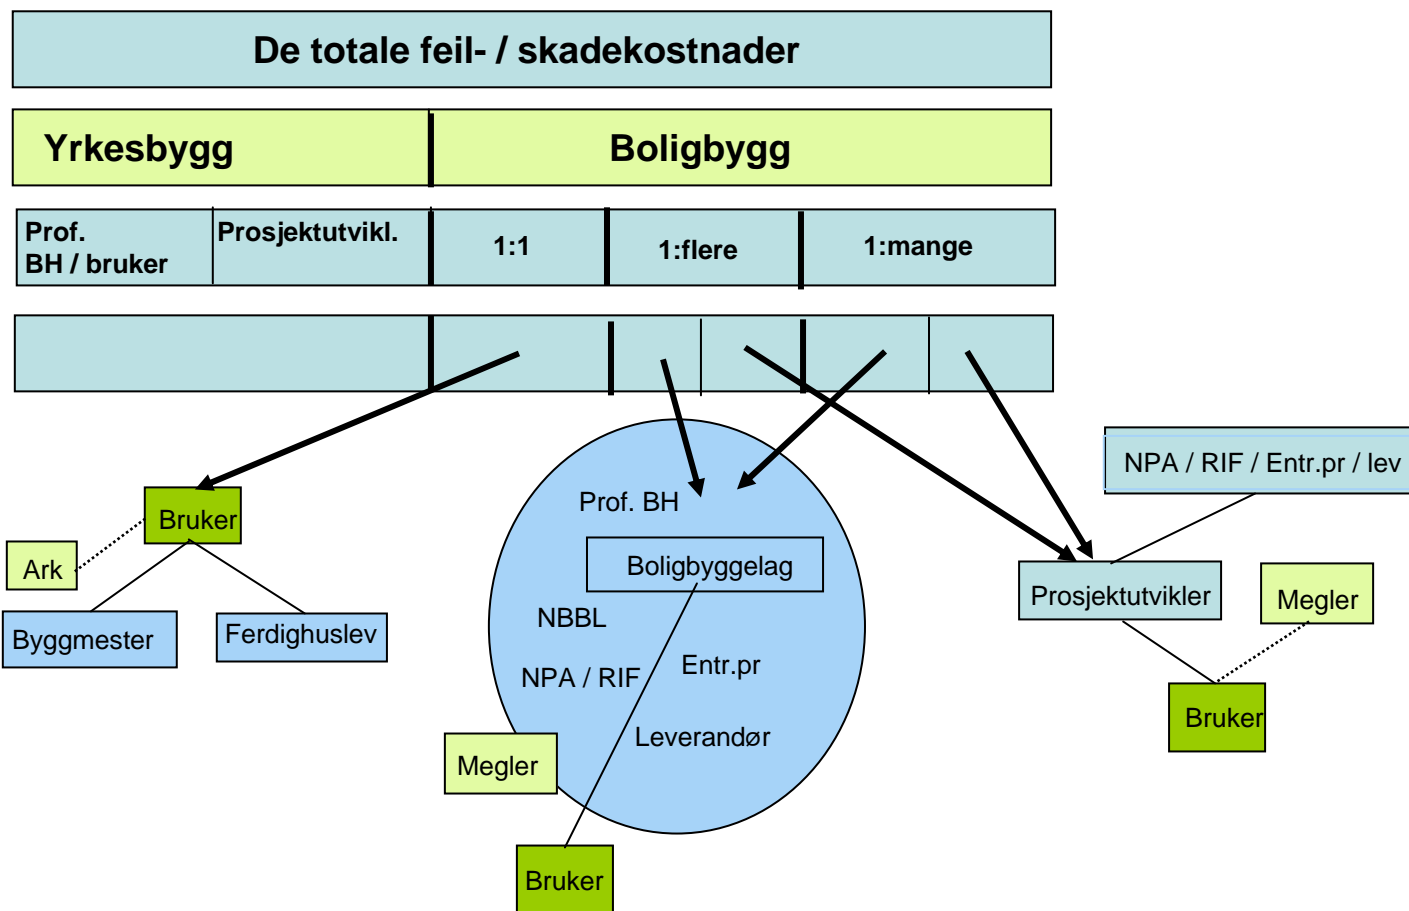 De totale feil- / skadekostnader
Yrkesbygg
Boligbygg
Prof.
BH / bruker
Prosjektutvikl.
1:1
1:flere
1:mange
Bruker
Ark
Byggmester
Ferdighuslev
Prof. BH
Boligbyggelag
NBBL
NPA / RIF
Entr.pr
Leverandør
Megler
Bruker
NPA / RIF / Entr.pr / lev
Prosjektutvikler
Megler
Bruker